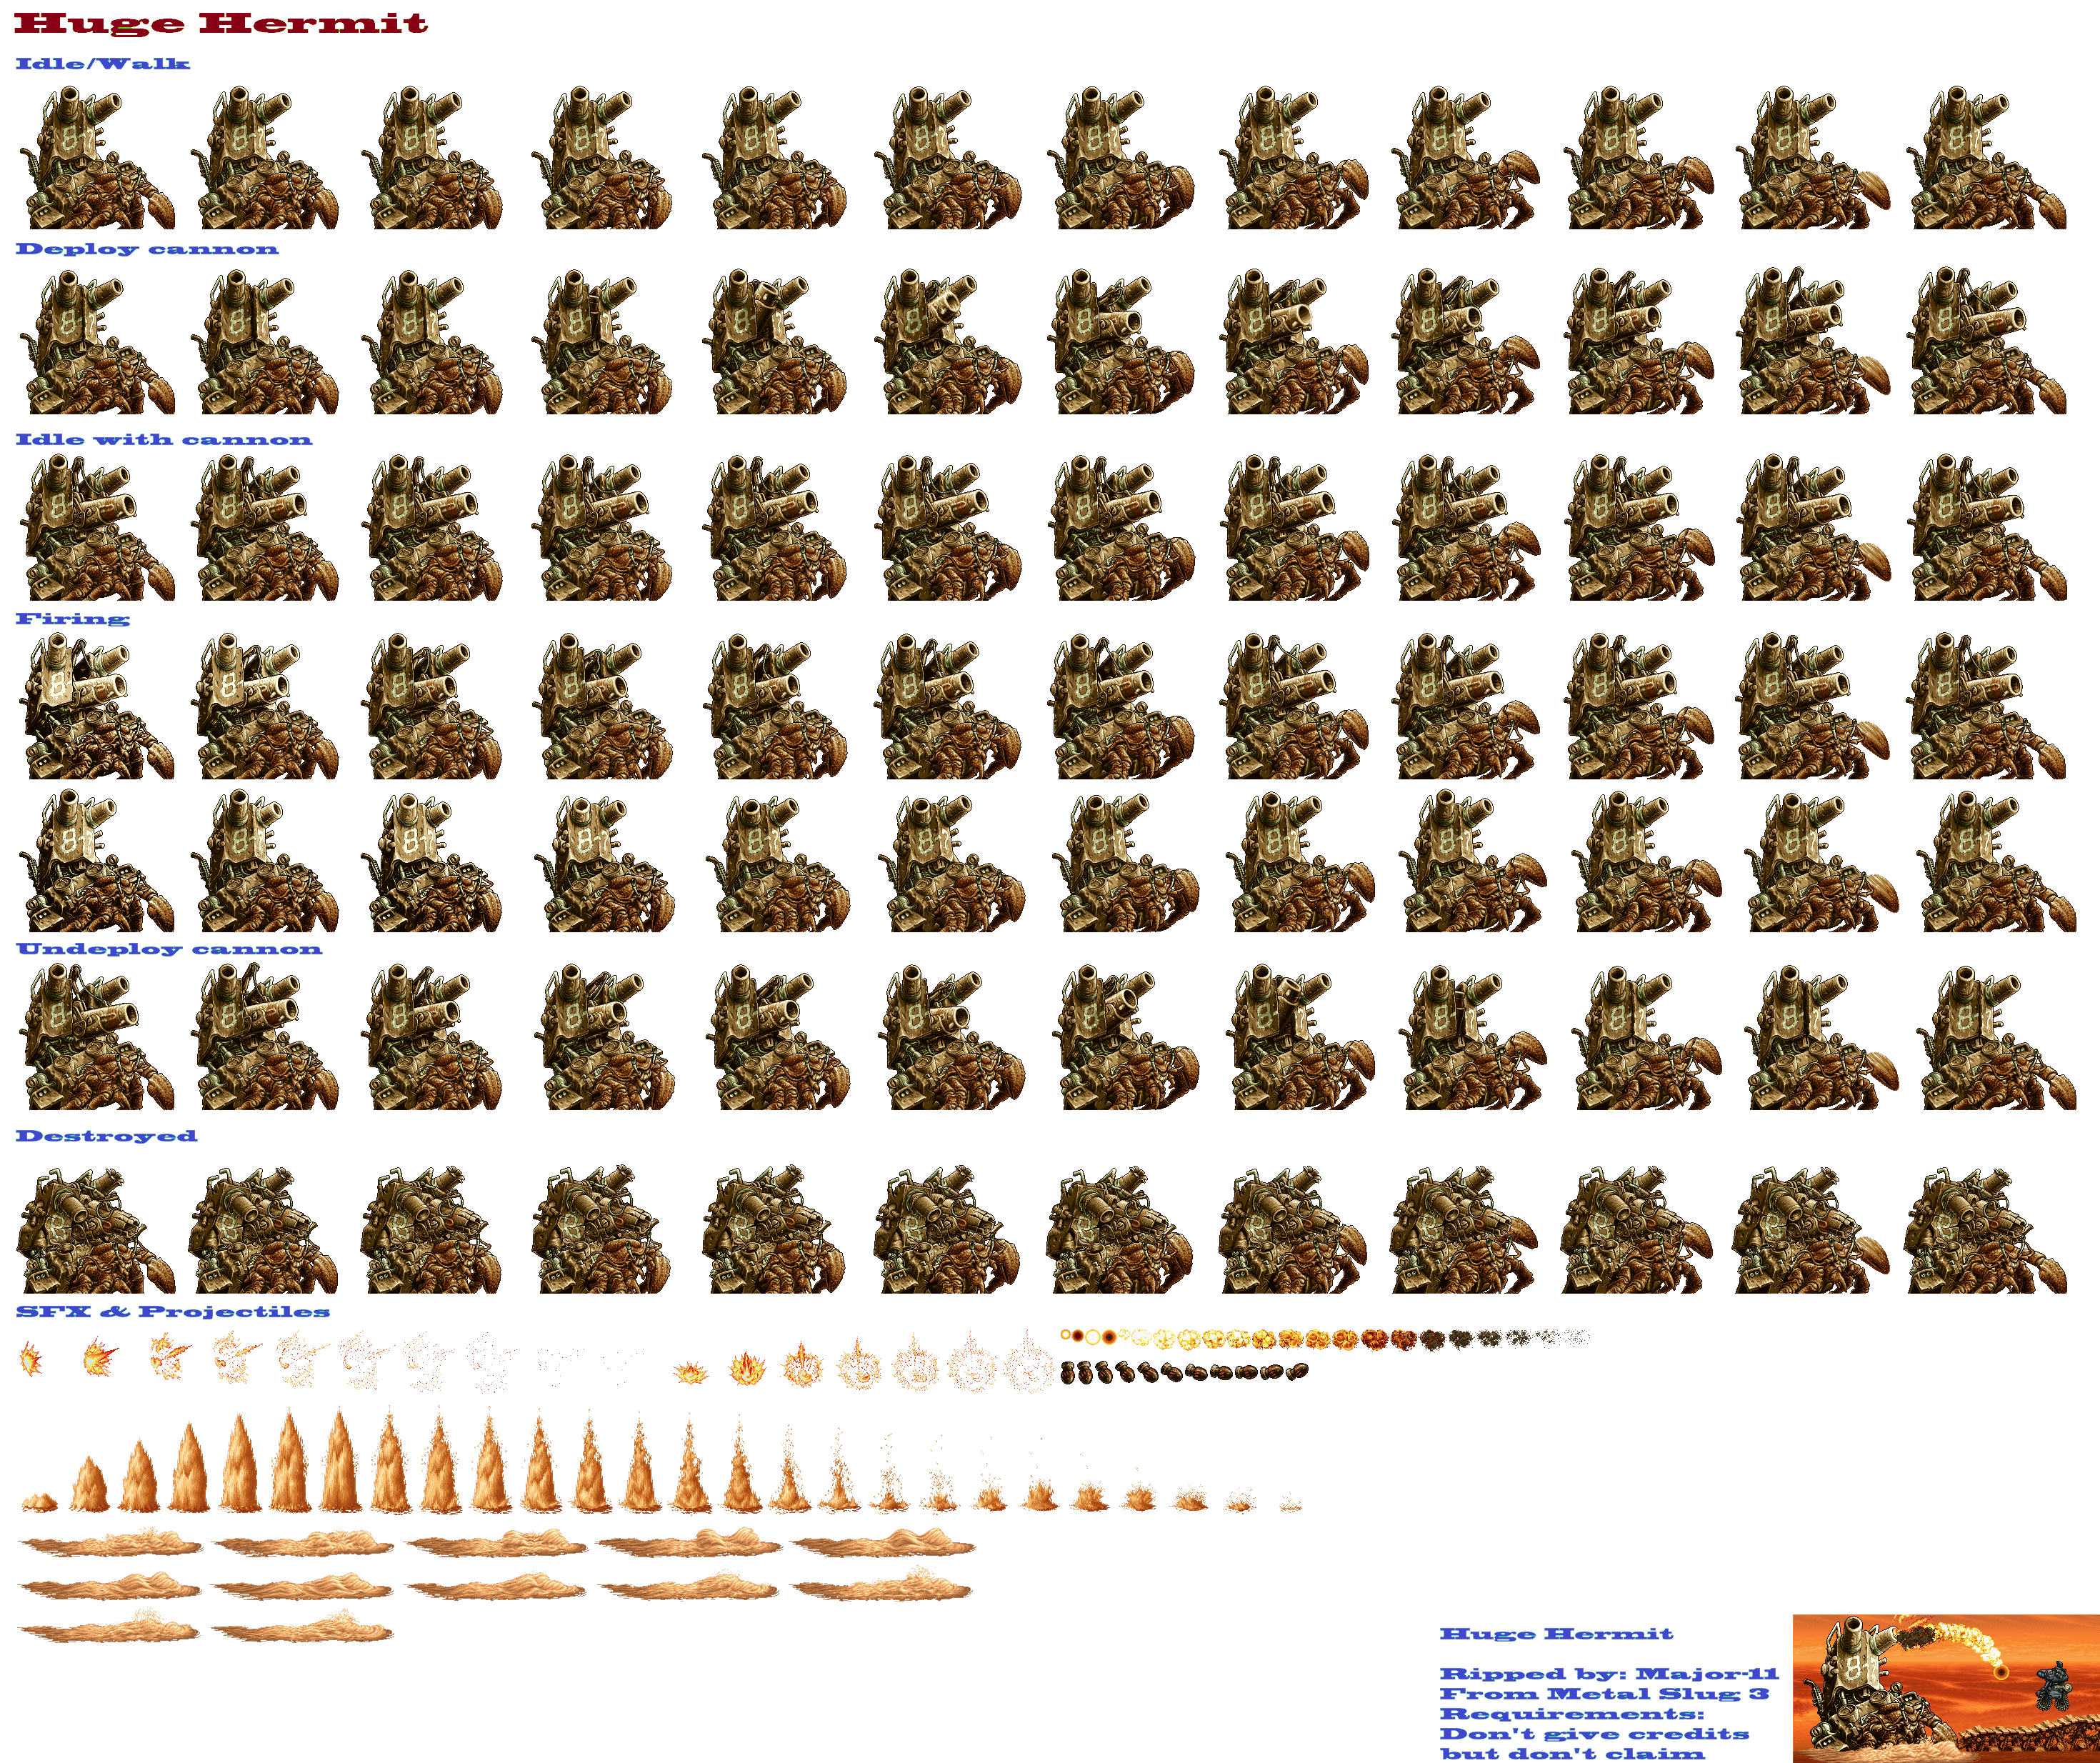 Huge Hermit
Idle/Walk
Deploy cannon
Idle with cannon
Firing
Undeploy cannon
Destroyed
SFX & Projectiles
Huge Hermit
Ripped by: Major-11
From Metal Slug 3
Requirements:
Don't give credits
but don't claim